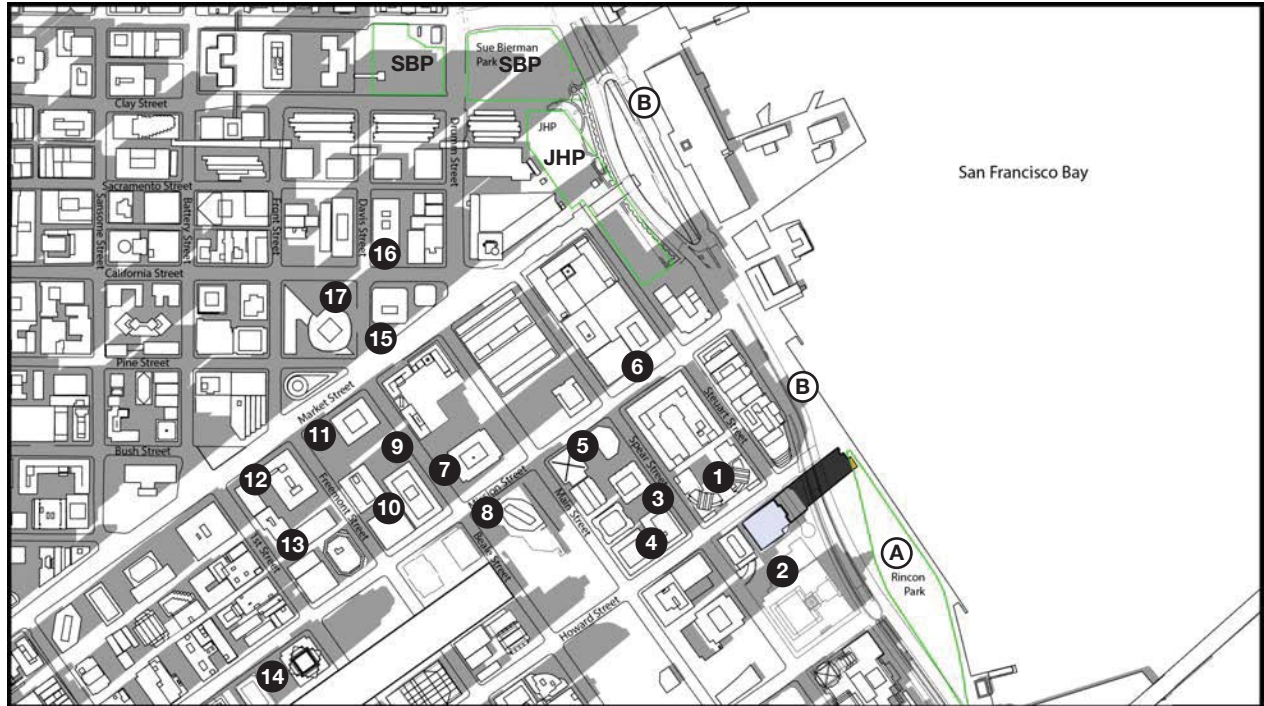 Sue Bierman
Park
SBP
SBP
B
Clay Street
JHP
JHP
Drumm Street
San Francisco Bay
Sacramento Street
Sansome Street
Battery Street
Front Street
Davis Street
16
California Street
17
15
Pine Street
6
B
Market Street
Steuart Street
11
9
5
Bush Street
7
Spear Street
1
12
Freemont Street
Mission Street
3
10
8
Main Street
4
13
1st Street
Beale Street
A
2
Rincon
Park
Howard Street
14